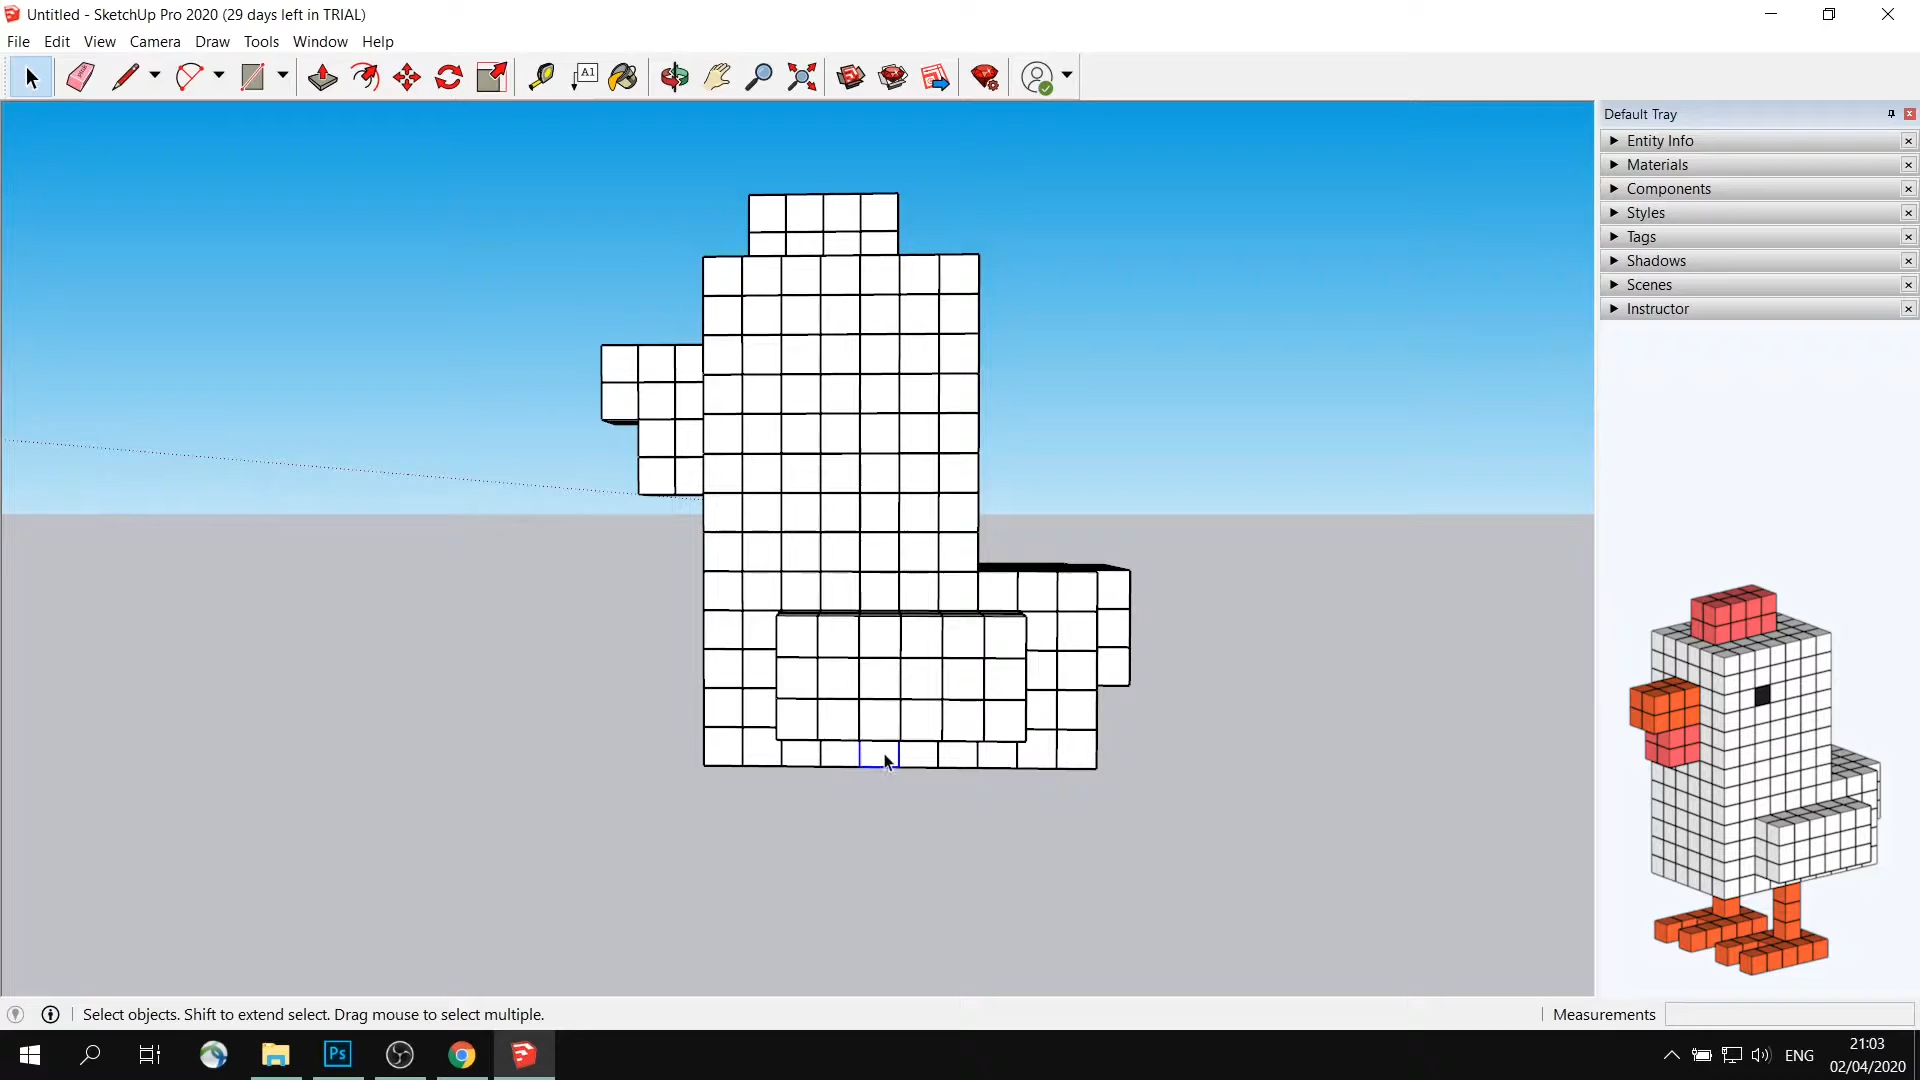 Untitled - SketchUp Pro 2020 (29 days left in TRIAL)
File Edit View Camera Draw Tools Window Help
A1
Default Tray
Entity Info
Materials
Components
Styles
Tags
Shadows
Scenes
Instructor
Select objects. Shift to extend select. Drag mouse to select multiple.
Measurements
Ps
ENG
21:03
02/04/2020